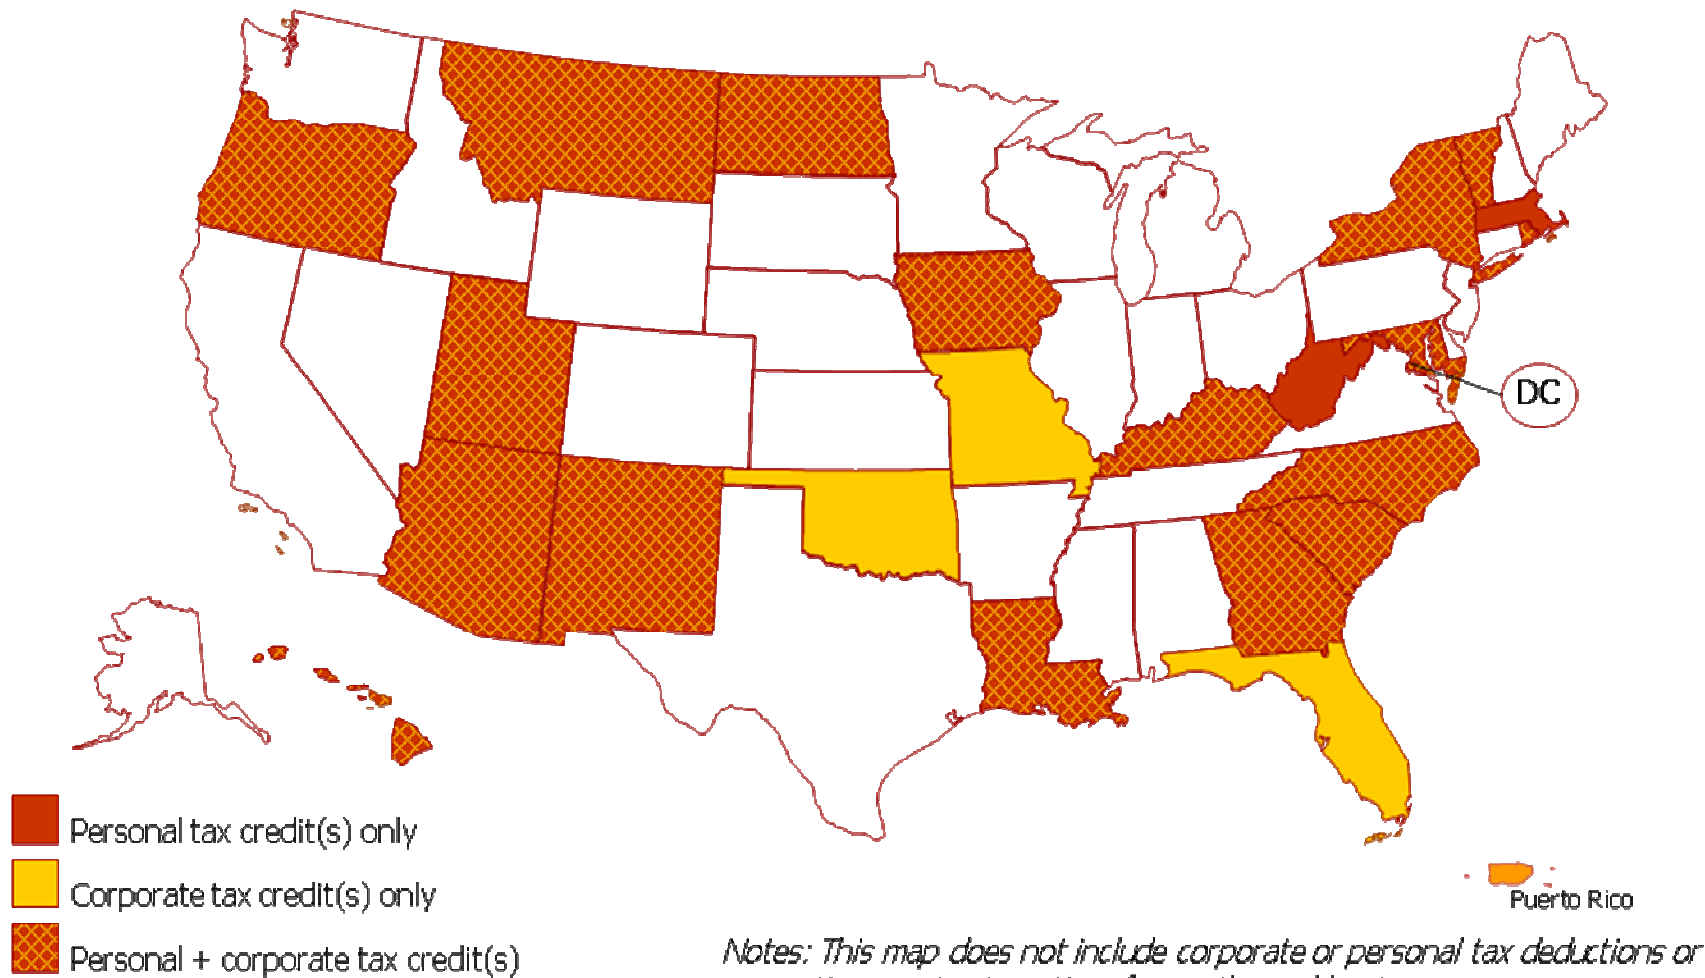 DC
Personal tax credit(s) only
Corporate tax credit(s) only
Puerto Rico
Personal + corporate tax credit(s)
Notes: This map does not include corporate or personal tax deductions or